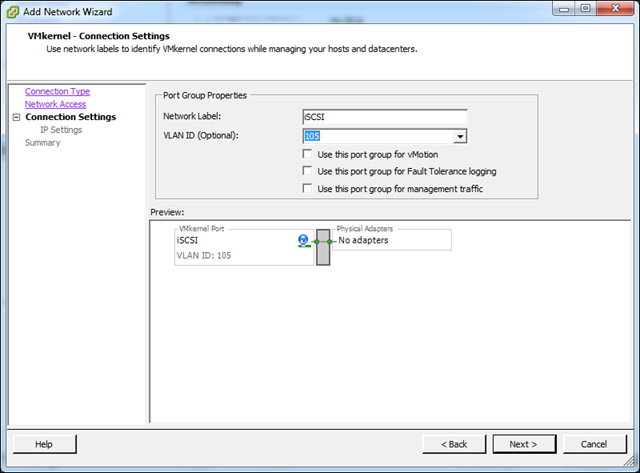 Add Network Wizard
VMkernel - Connection Settings
Use network labels to identify VMkernel connections while managing your hosts and datacenters.
Connection Type
Network Access
Connection Settings
IP Settings
Summary
Port Group Properties
Network Label:
iSCSI
VLAN ID (Optional):
105
Use this port group for vMotion
Use this port group for Fault Tolerance logging
Use this port group for management traffic
Preview:
VMkernel Port
iSCSI
VLAN ID: 105
Physical Adapters
No adapters
Help
< Back
Next >
Cancel